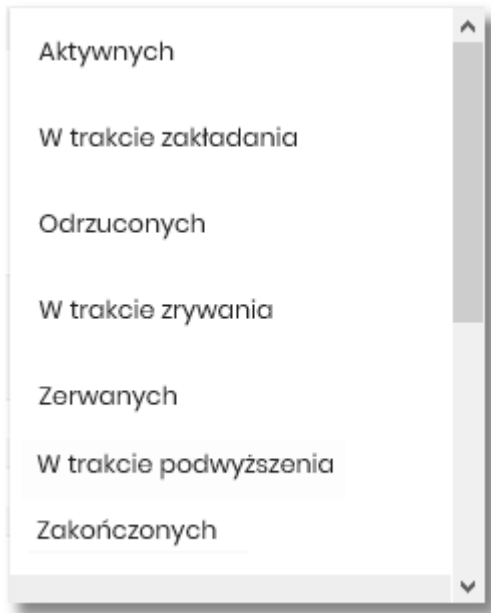 Aktywnych
W trakcie zakładania
Odrzuconych
W trakcie zrywania
Zerwanych
W trakcie podwyższenia
Zakończonych